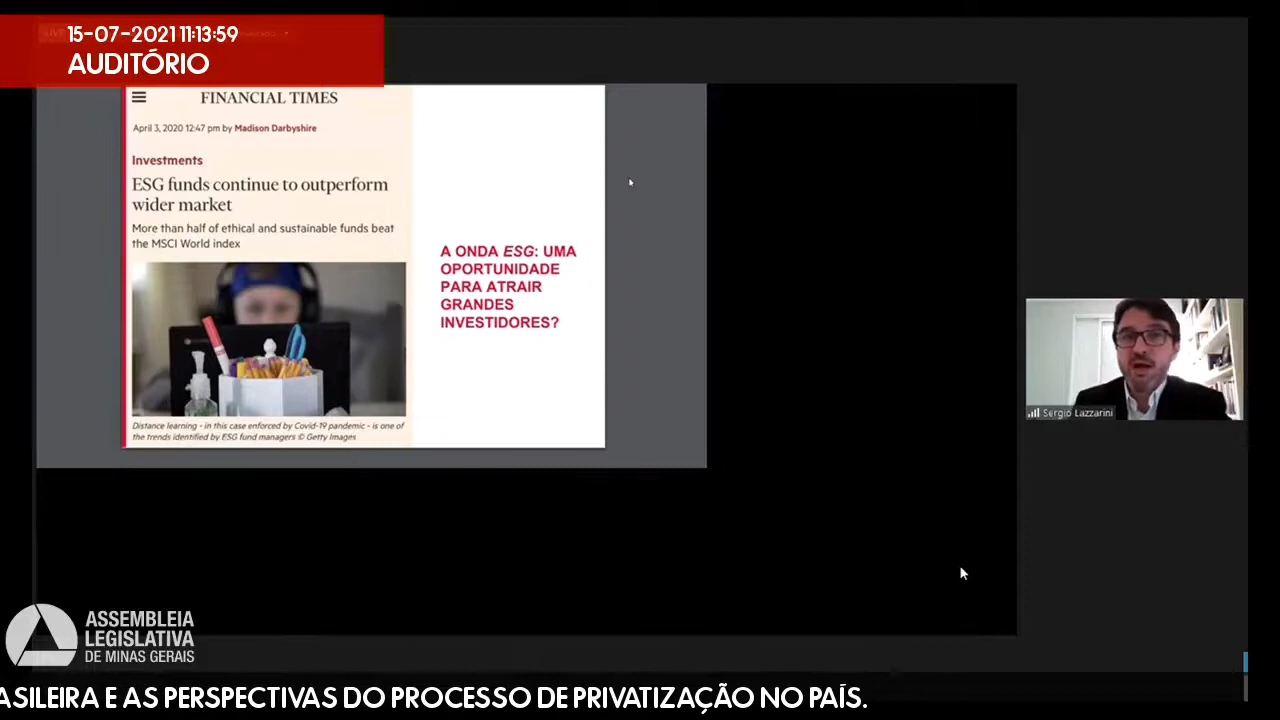 15-07-2021 11:13:59
AUDITÓRIO
FINANCIAL TIMES
April 3, 2020 12:47 pm by Madison Darbyshire
Investments
ESG funds continue to outperform
wider market
More than half of ethical and sustainable funds beat
the MSCI World index
Distance learning - in this case enforced by Covid-19 pandemic - is one of
the trends identified by ESG fund managers © Getty Images
A ONDA ESG: UMA
OPORTUNIDADE
PARA ATRAIR
GRANDES
INVESTIDORES?
Sergio Lazzarini
ASSEMBLEIA
LEGISLATIVA
DE MINAS GERAIS
ASILEIRA E AS PERSPECTIVAS DO PROCESSO DE PRIVATIZAÇÃO NO PAÍS.